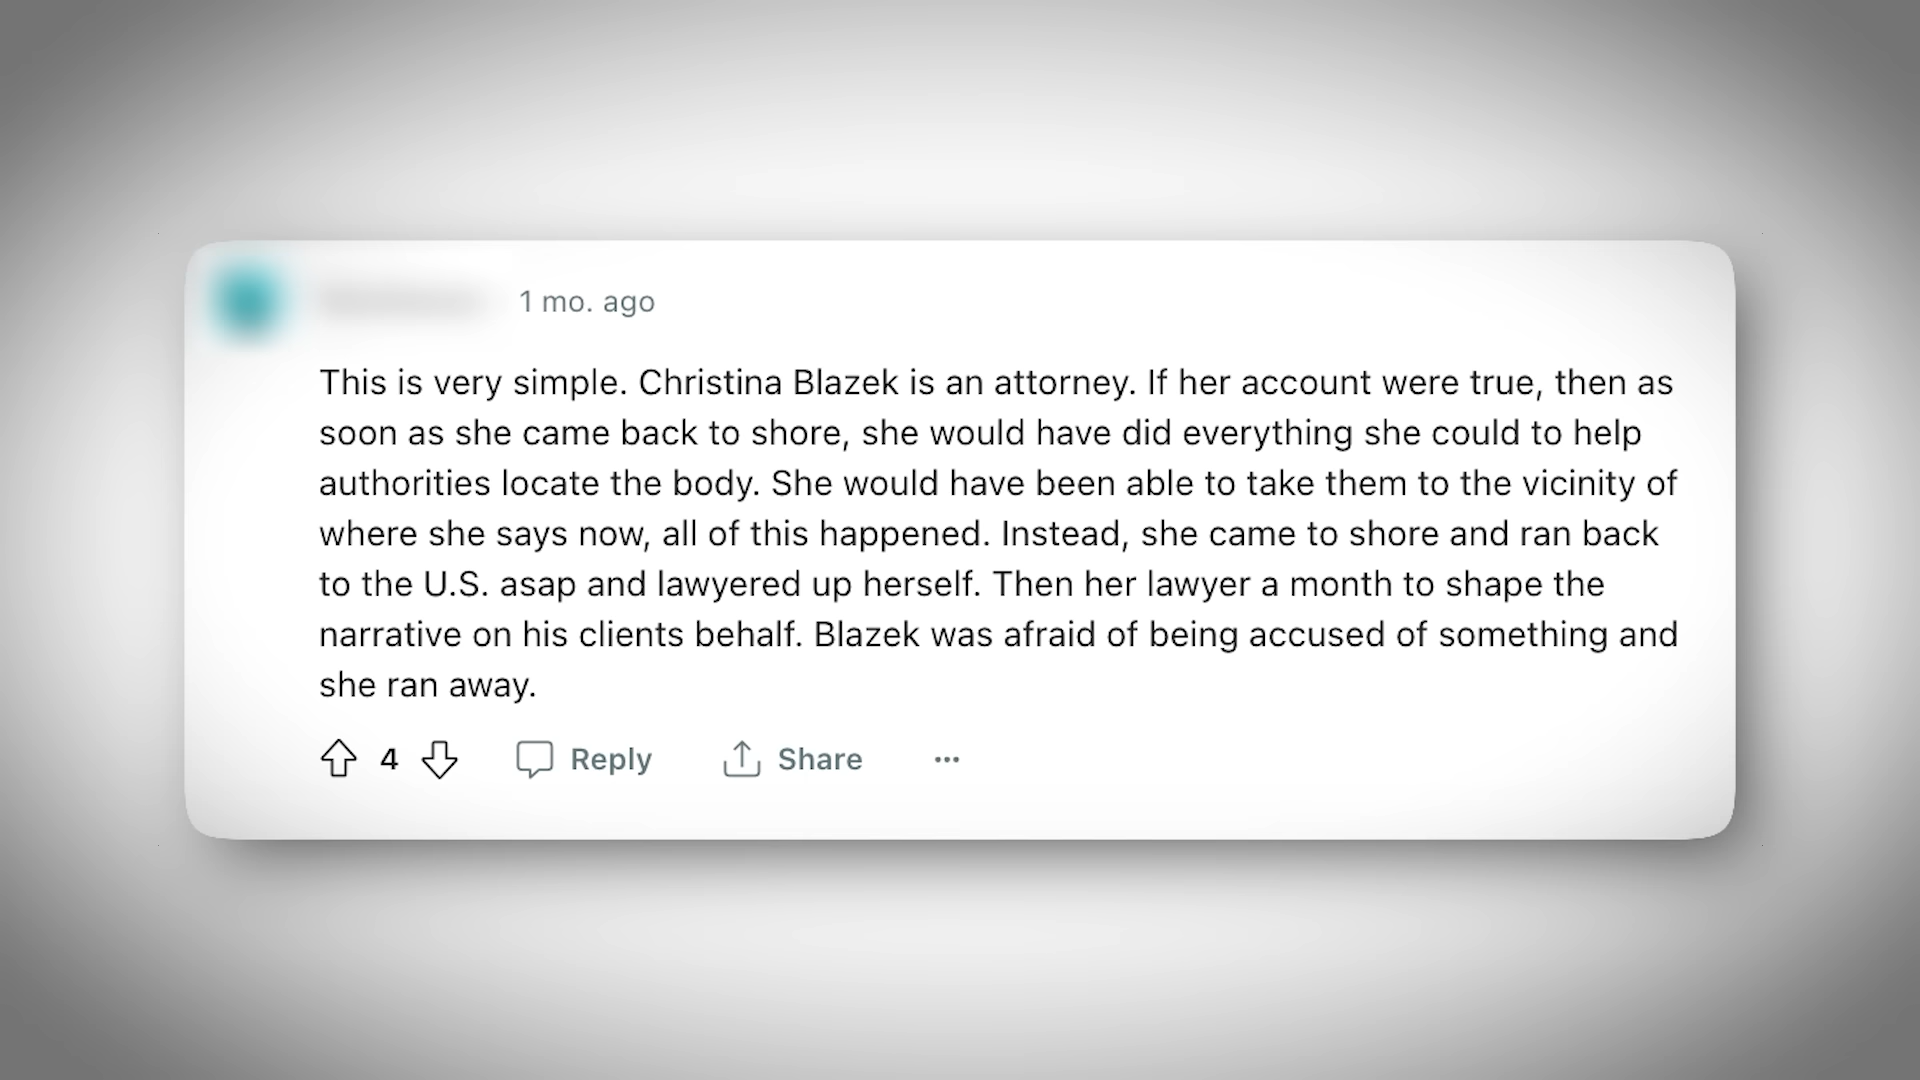 1 mo. ago
This is very simple. Christina Blazek is an attorney. If her account were true, then as
soon as she came back to shore, she would have did everything she could to help
authorities locate the body. She would have been able to take them to the vicinity of
where she says now, all of this happened. Instead, she came to shore and ran back
to the U.S. asap and lawyered up herself. Then her lawyer a month to shape the
narrative on his clients behalf. Blazek was afraid of being accused of something and
she ran away.
4 Reply Share ...